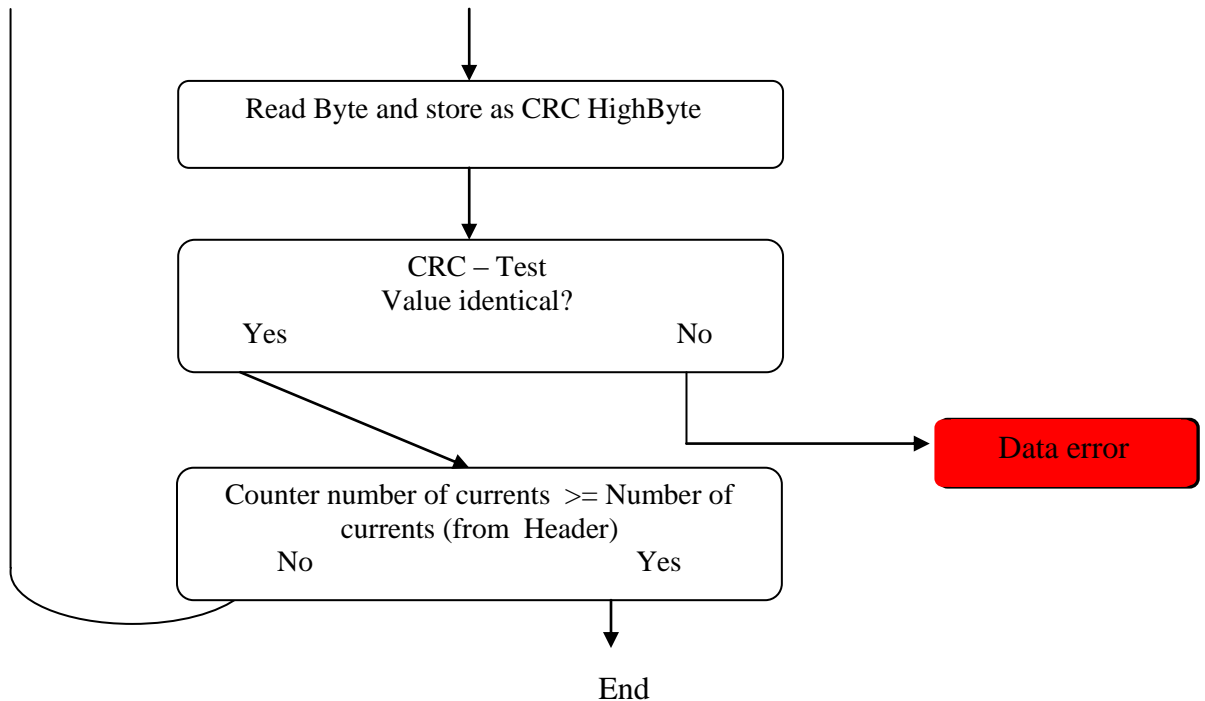 Read Byte and store as CRC HighByte
CRC – Test
Value identical?
Yes No
Data error
Counter number of currents >= Number of
currents (from Header)
No Yes
End